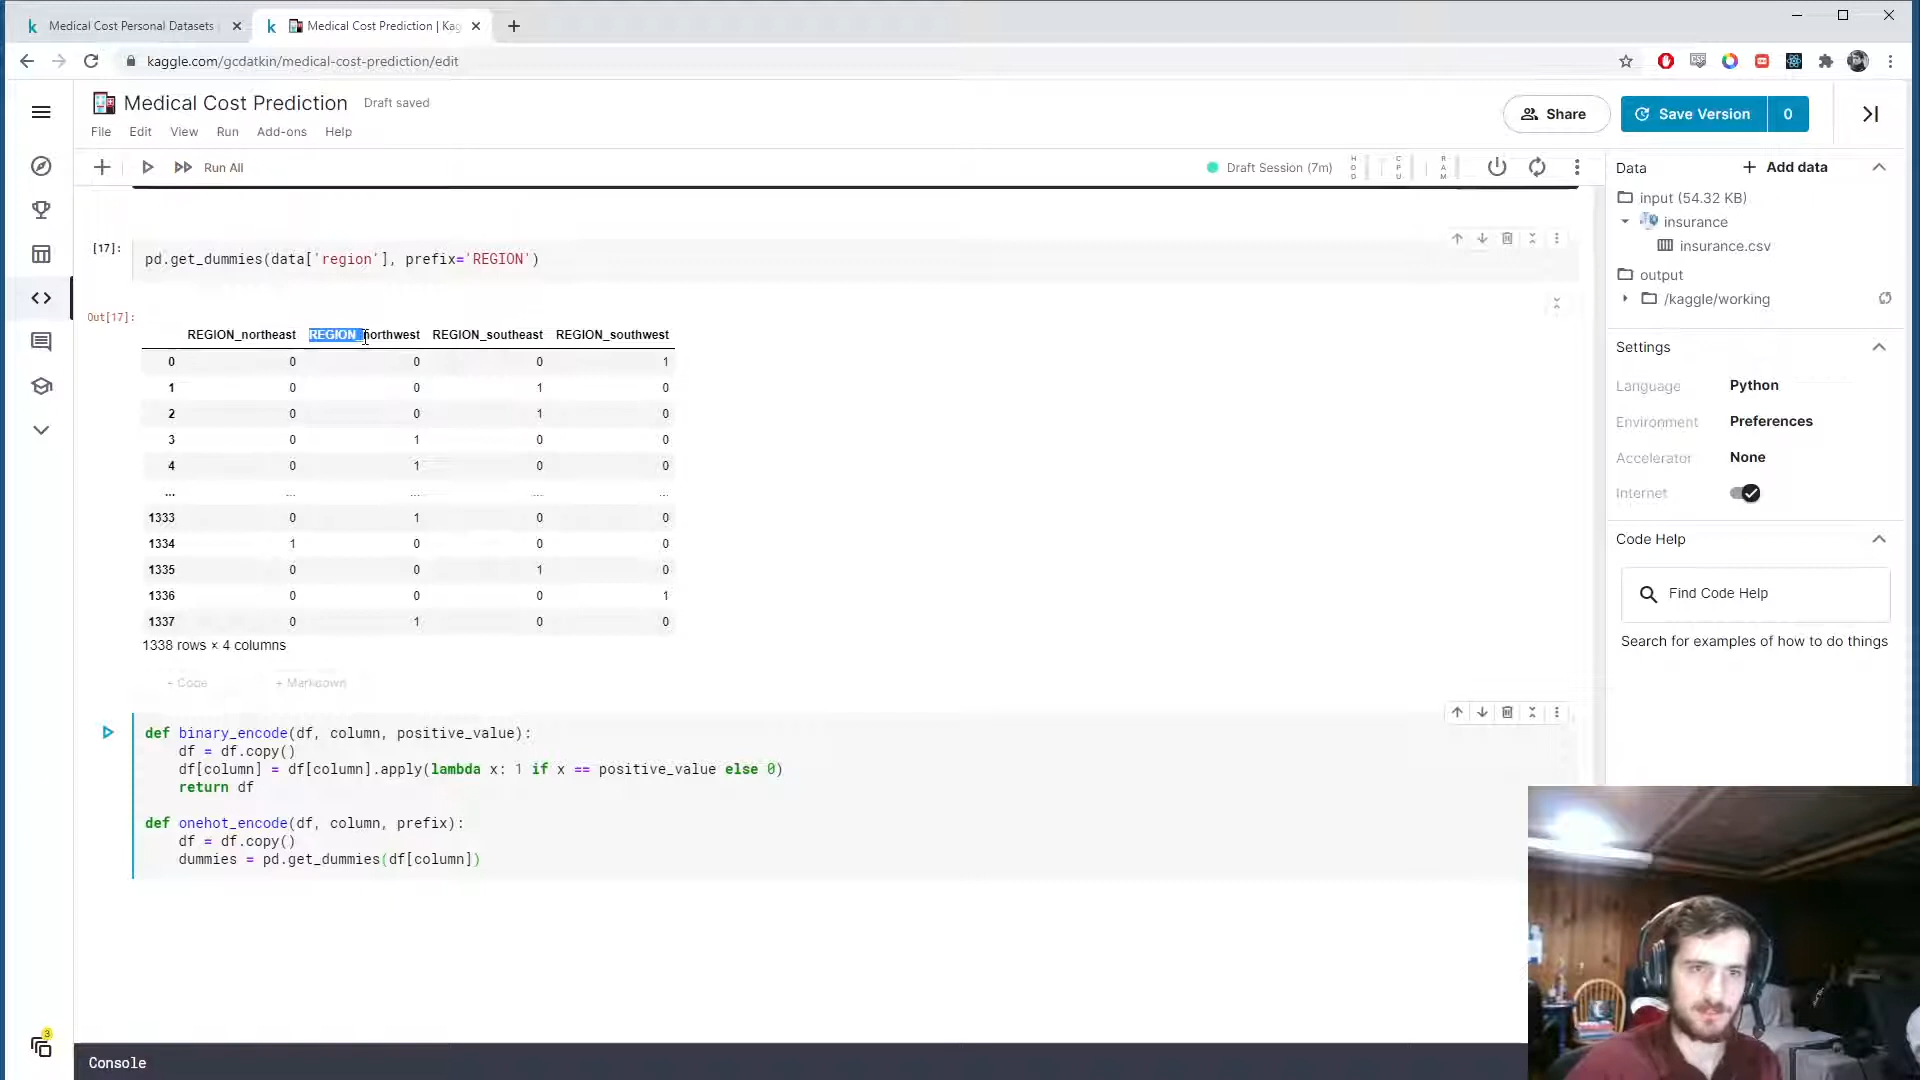 Medical Cost Personal Datasets
Medical Cost Prediction | Kag
kaggle.com/gcdatkin/medical-cost-prediction/edit
Medical Cost Prediction
Draft saved
File Edit View Run Add-ons Help
Share
Save Version 0
Run All
Draft Session (7m)
HDD
CPU
RAM
[17]:
pd.get_dummies(data['region'], prefix='REGION')
Out[17]:
REGION_northeast REGION_northwest REGION_southeast REGION_southwest
0 0 0 0 1
1 0 0 1 0
2 0 0 1 0
3 0 1 0 0
4 0 1 0 0
... ... ... ... ...
1333 0 1 0 0
1334 1 0 0 0
1335 0 0 1 0
1336 0 0 0 1
1337 0 1 0 0
1338 rows × 4 columns
+ Code + Markdown
def binary_encode(df, column, positive_value):
df = df.copy()
df[column] = df[column].apply(lambda x: 1 if x == positive_value else 0)
return df
def onehot_encode(df, column, prefix):
df = df.copy()
dummies = pd.get_dummies(df[column])
Data
+ Add data
input (54.32 KB)
insurance
insurance.csv
output
/kaggle/working
Settings
Language Python
Environment Preferences
Accelerator None
Internet
Code Help
Find Code Help
Search for examples of how to do things
3
Console